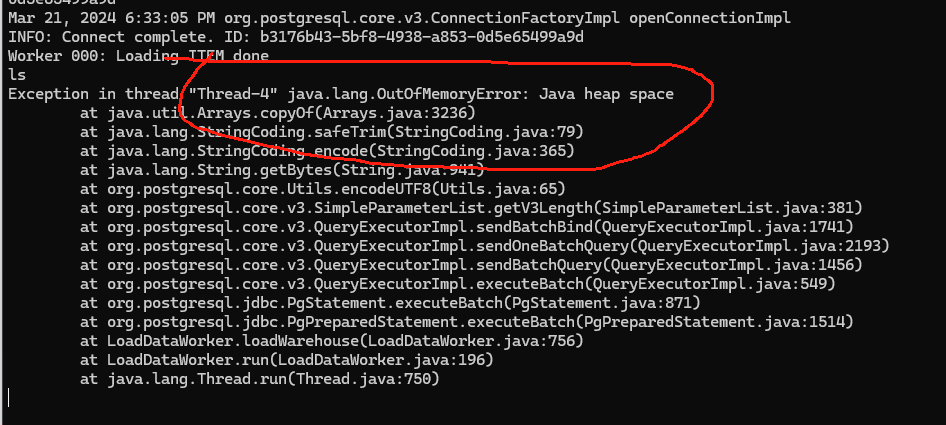 Mar 21, 2024 6:33:05 PM org.postgresql.core.v3.ConnectionFactoryImpl openConnectionImpl
INFO: Connect complete. ID: b3176b43-5bf8-4938-a853-0d5e65499a9d
Worker 000: Loading ITEM done
ls
Exception in thread "Thread-4" java.lang.OutOfMemoryError: Java heap space
        at java.util.Arrays.copyOf(Arrays.java:3236)
        at java.lang.StringCoding.safeTrim(StringCoding.java:79)
        at java.lang.StringCoding.encode(StringCoding.java:365)
        at java.lang.String.getBytes(String.java:941)
        at org.postgresql.core.Utils.encodeUTF8(Utils.java:65)
        at org.postgresql.core.v3.SimpleParameterList.getV3Length(SimpleParameterList.java:381)
        at org.postgresql.core.v3.QueryExecutorImpl.sendBatchBind(QueryExecutorImpl.java:1741)
        at org.postgresql.core.v3.QueryExecutorImpl.sendOneBatchQuery(QueryExecutorImpl.java:2193)
        at org.postgresql.core.v3.QueryExecutorImpl.sendBatchQuery(QueryExecutorImpl.java:1456)
        at org.postgresql.core.v3.QueryExecutorImpl.executeBatch(QueryExecutorImpl.java:549)
        at org.postgresql.jdbc.PgStatement.executeBatch(PgStatement.java:871)
        at org.postgresql.jdbc.PgPreparedStatement.executeBatch(PgPreparedStatement.java:1514)
        at LoadDataWorker.loadWarehouse(LoadDataWorker.java:756)
        at LoadDataWorker.run(LoadDataWorker.java:196)
        at java.lang.Thread.run(Thread.java:750)